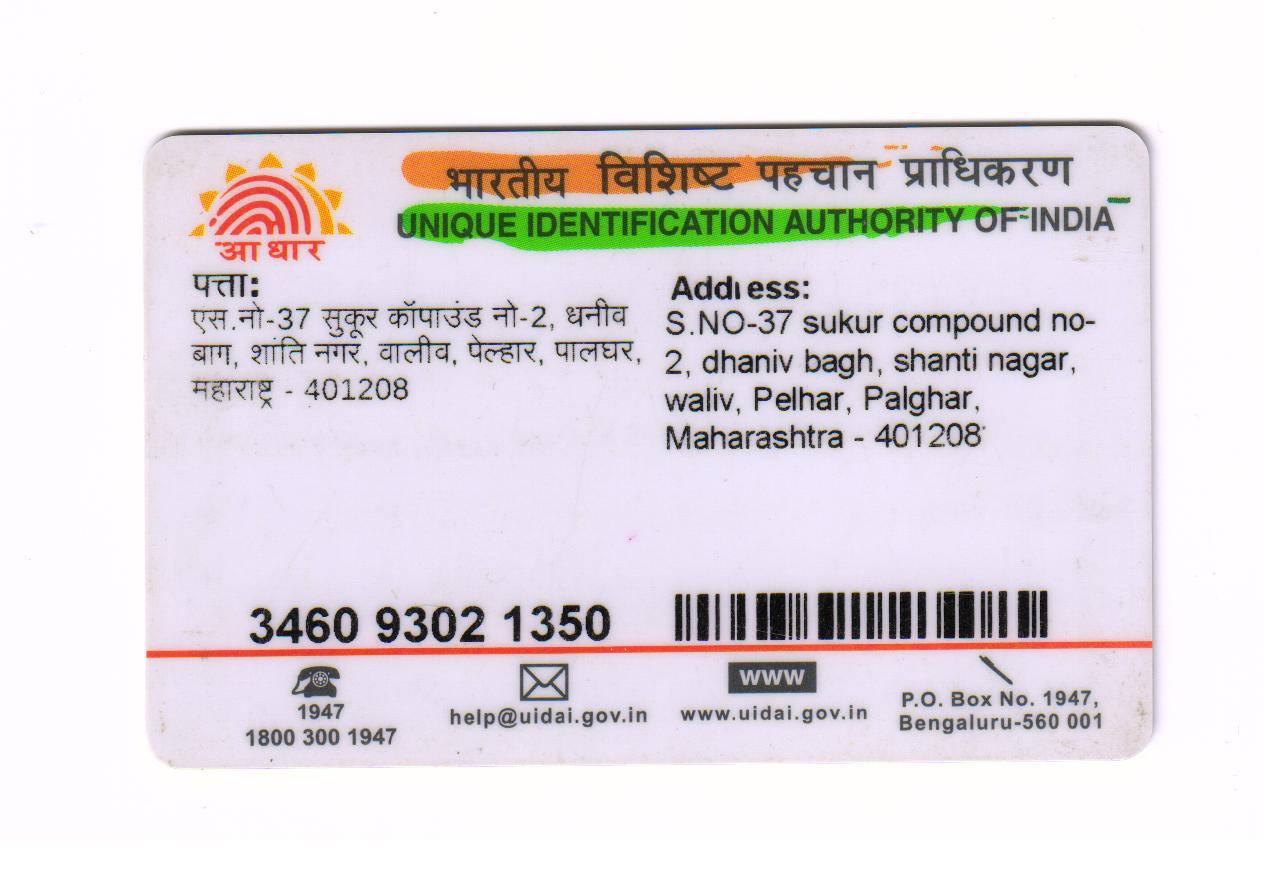 भारतीय विशिष्ट पहचान प्राधिकरण
UNIQUE IDENTIFICATION AUTHORITY OF INDIA
आधार
पत्ता:
एस.नो-37 सुकूर कॉपाउंड नो-2, धनीव
बाग, शांति नगर, वालीव, पेल्हार, पालघर,
महाराष्ट्र - 401208
Address:
S.NO-37 sukur compound no-
2, dhaniv bagh, shanti nagar,
waliv, Pelhar, Palghar,
Maharashtra - 401208
3460 9302 1350
1947
1800 300 1947
help@uidai.gov.in
www
www.uidai.gov.in
P.O. Box No. 1947,
Bengaluru-560 001